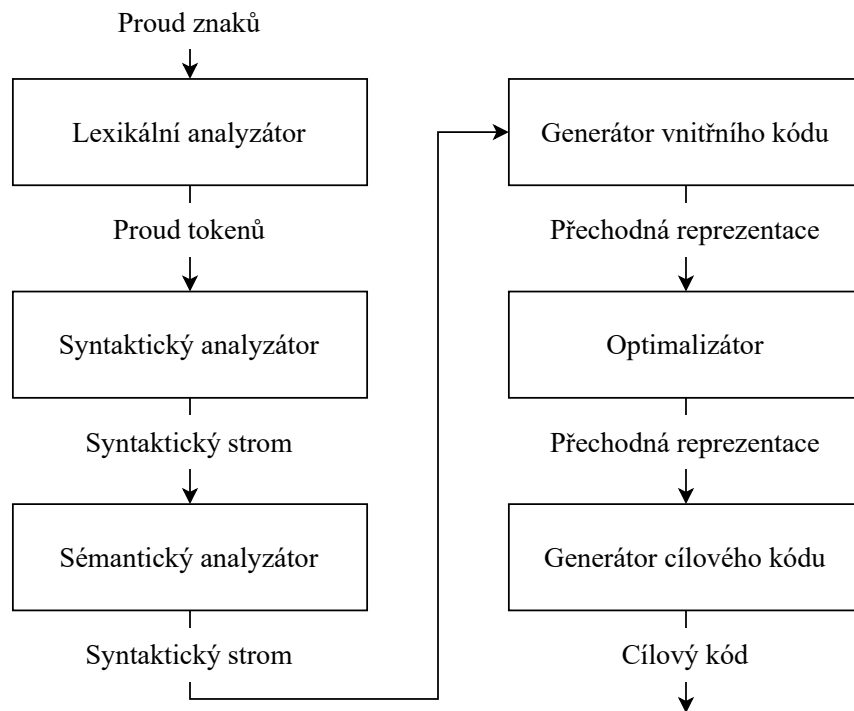 Proud znaků
Lexikální analyzátor
Proud tokenů
Syntaktický analyzátor
Syntaktický strom
Sémantický analyzátor
Syntaktický strom
Generátor vnitřního kódu
Přechodná reprezentace
Optimalizátor
Přechodná reprezentace
Generátor cílového kódu
Cílový kód